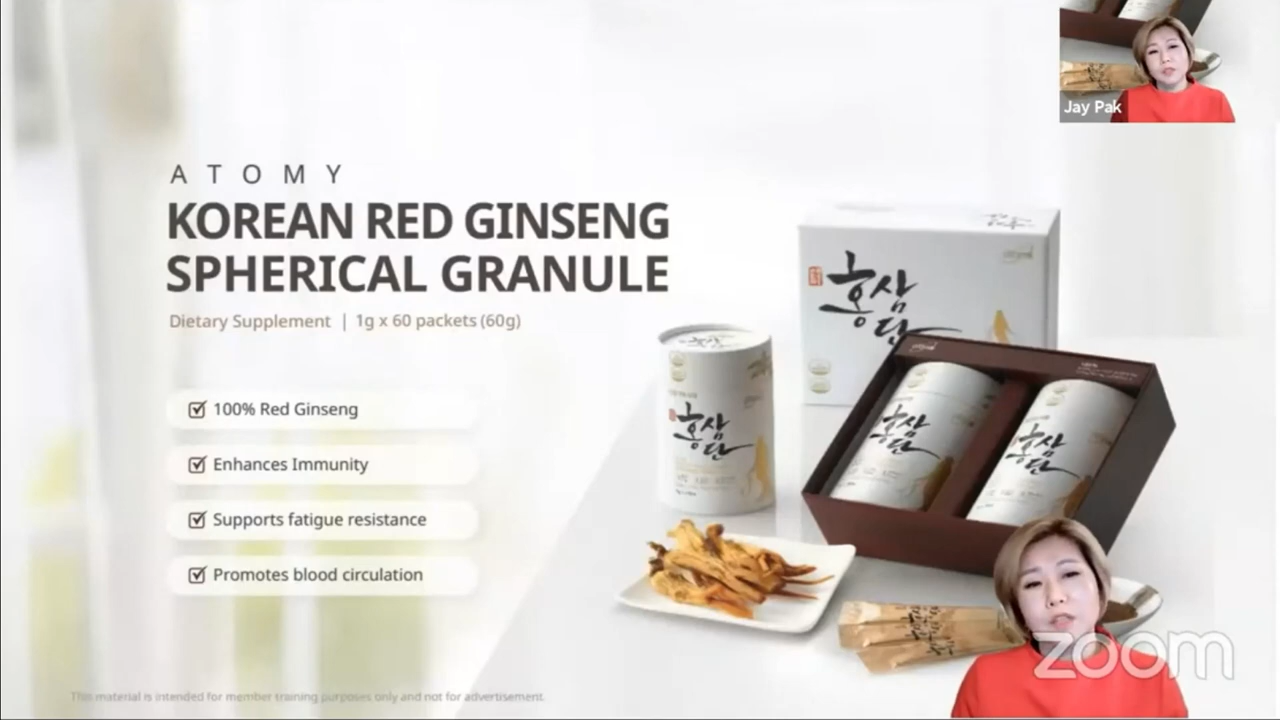 Jay Pak
A T O M Y
KOREAN RED GINSENG
SPHERICAL GRANULE
Dietary Supplement | 1g x 60 packets (60g)
100% Red Ginseng
Enhances Immunity
Supports fatigue resistance
Promotes blood circulation
홍삼
단
홍삼
단
홍삼
단
홍삼
단
zoom
This material is intended for member training purposes only and not for advertisement.